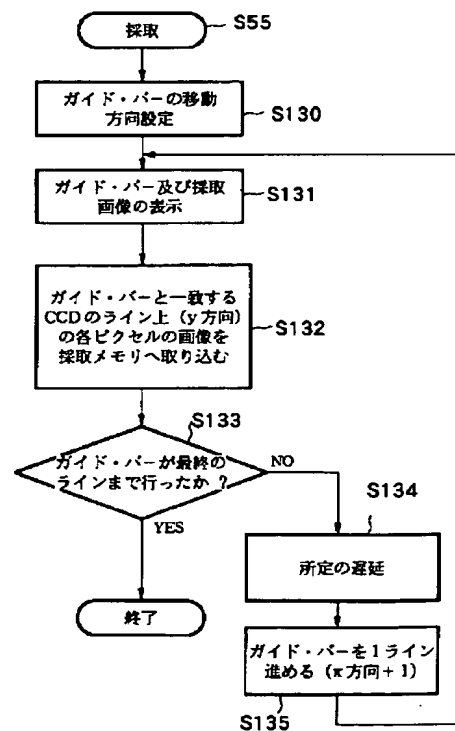 採取
S55
ガイド・バーの移動
方向設定
S130
ガイド・バー及び採取
画像の表示
S131
ガイド・バーと一致する
CCDのライン上（y方向）
の各ピクセルの画像を
採取メモリへ取り込む
S132
S133
ガイド・バーが最終の
ラインまで行ったか ?
NO
YES
S134
所定の遅延
終了
ガイド・バーを1ライン
進める（x方向+1）
S135